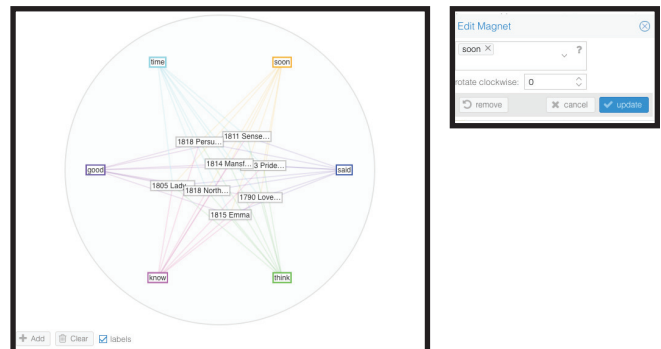 time
soon
1811 Sense...
1818 Persu...
1814 Mansf...
3 Pride...
good
said
1805 Lady
1818 North...
1790 Love...
1815 Emma
know
think
Add
Clear
labels
Edit Magnet
soon ×
?
rotate clockwise: 0
remove
cancel
update